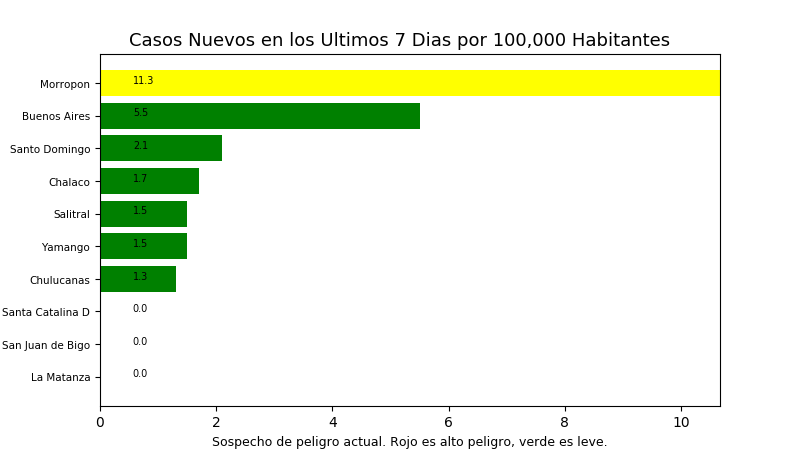 Casos Nuevos en los Ultimos 7 Dias por 100,000 Habitantes
Morropon 11.3
Buenos Aires 5.5
Santo Domingo 2.1
Chalaco 1.7
Salitral 1.5
Yamango 1.5
Chulucanas 1.3
Santa Catalina D 0.0
San Juan de Bigo 0.0
La Matanza 0.0
0 2 4 6 8 10
Sospecho de peligro actual. Rojo es alto peligro, verde es leve.